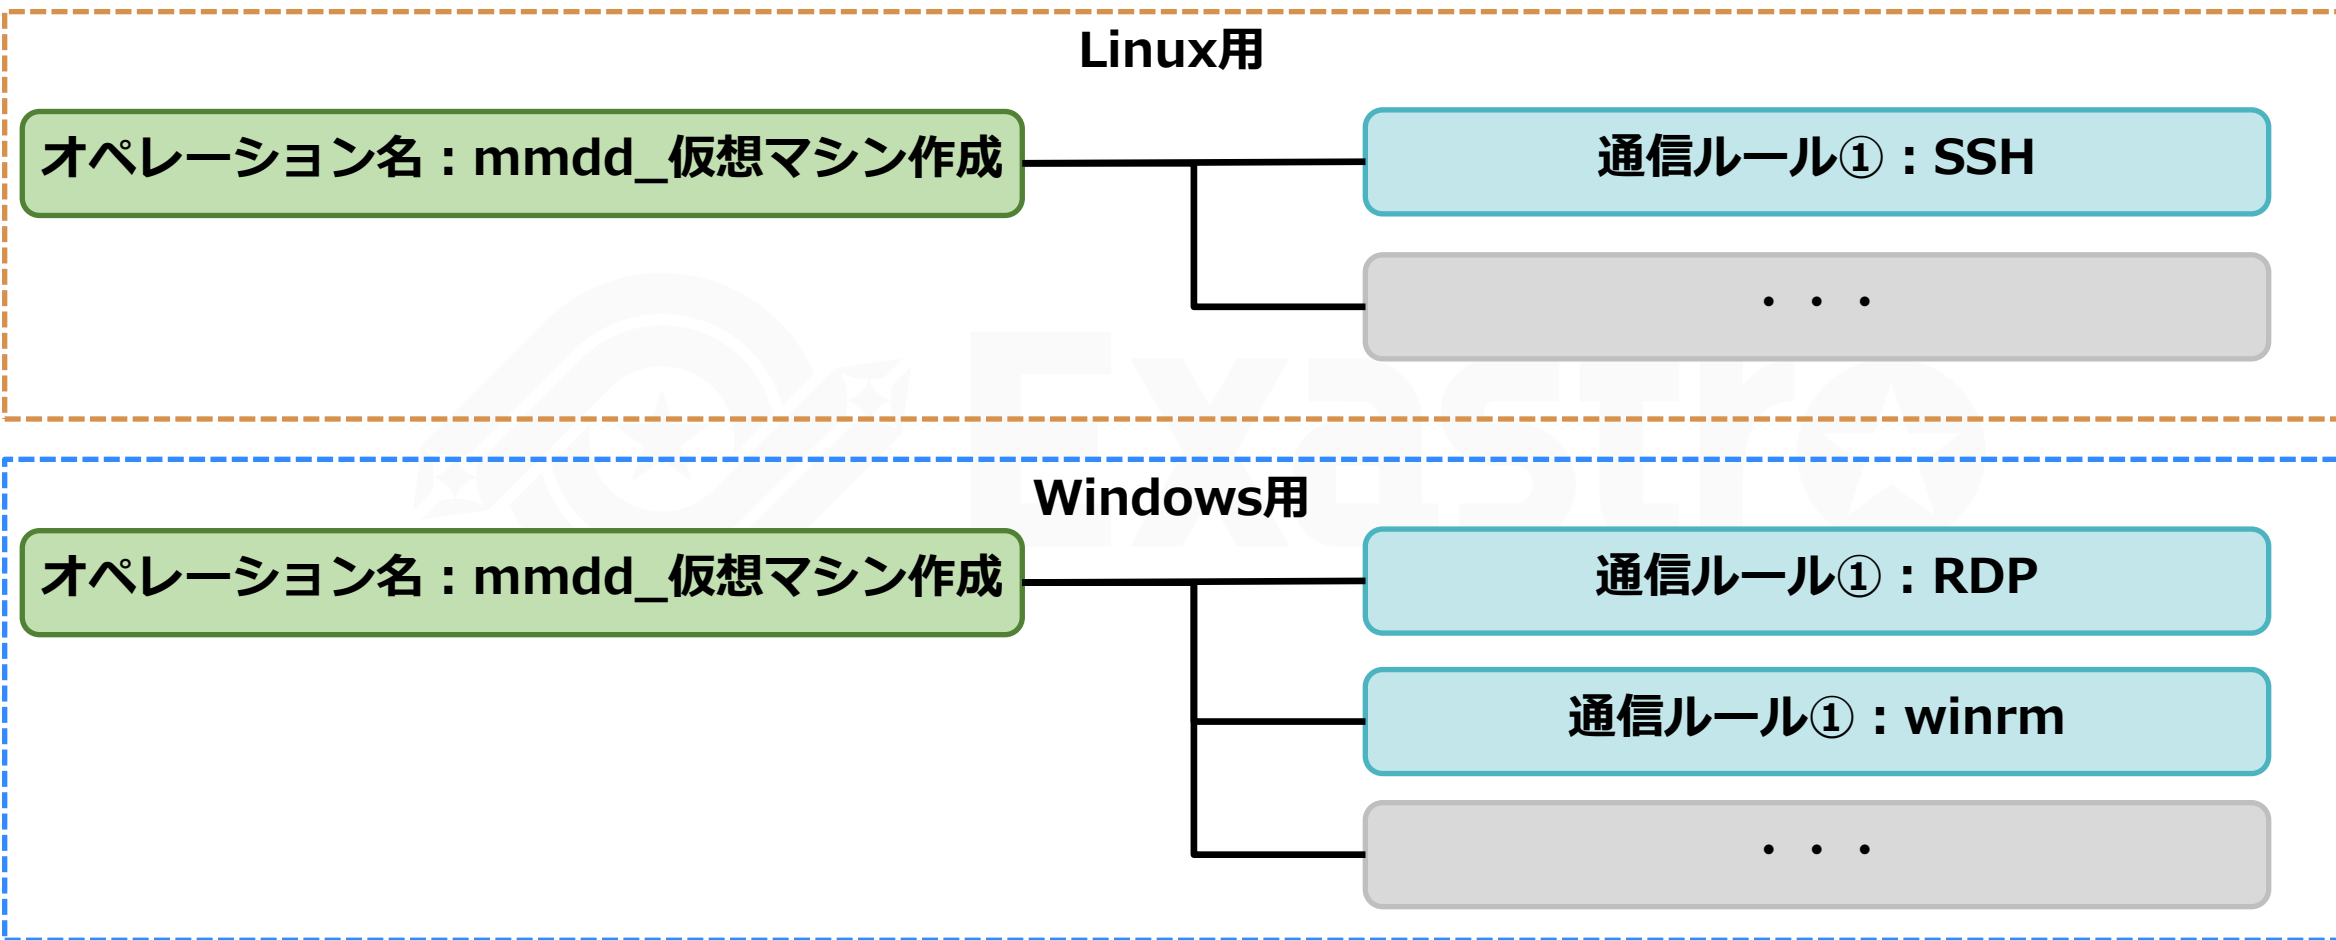 Linux用
オペレーション名：mmdd_仮想マシン作成
通信ルール①：SSH
・・・
Windows用
オペレーション名：mmdd_仮想マシン作成
通信ルール①：RDP
通信ルール①：winrm
・・・
Exastro